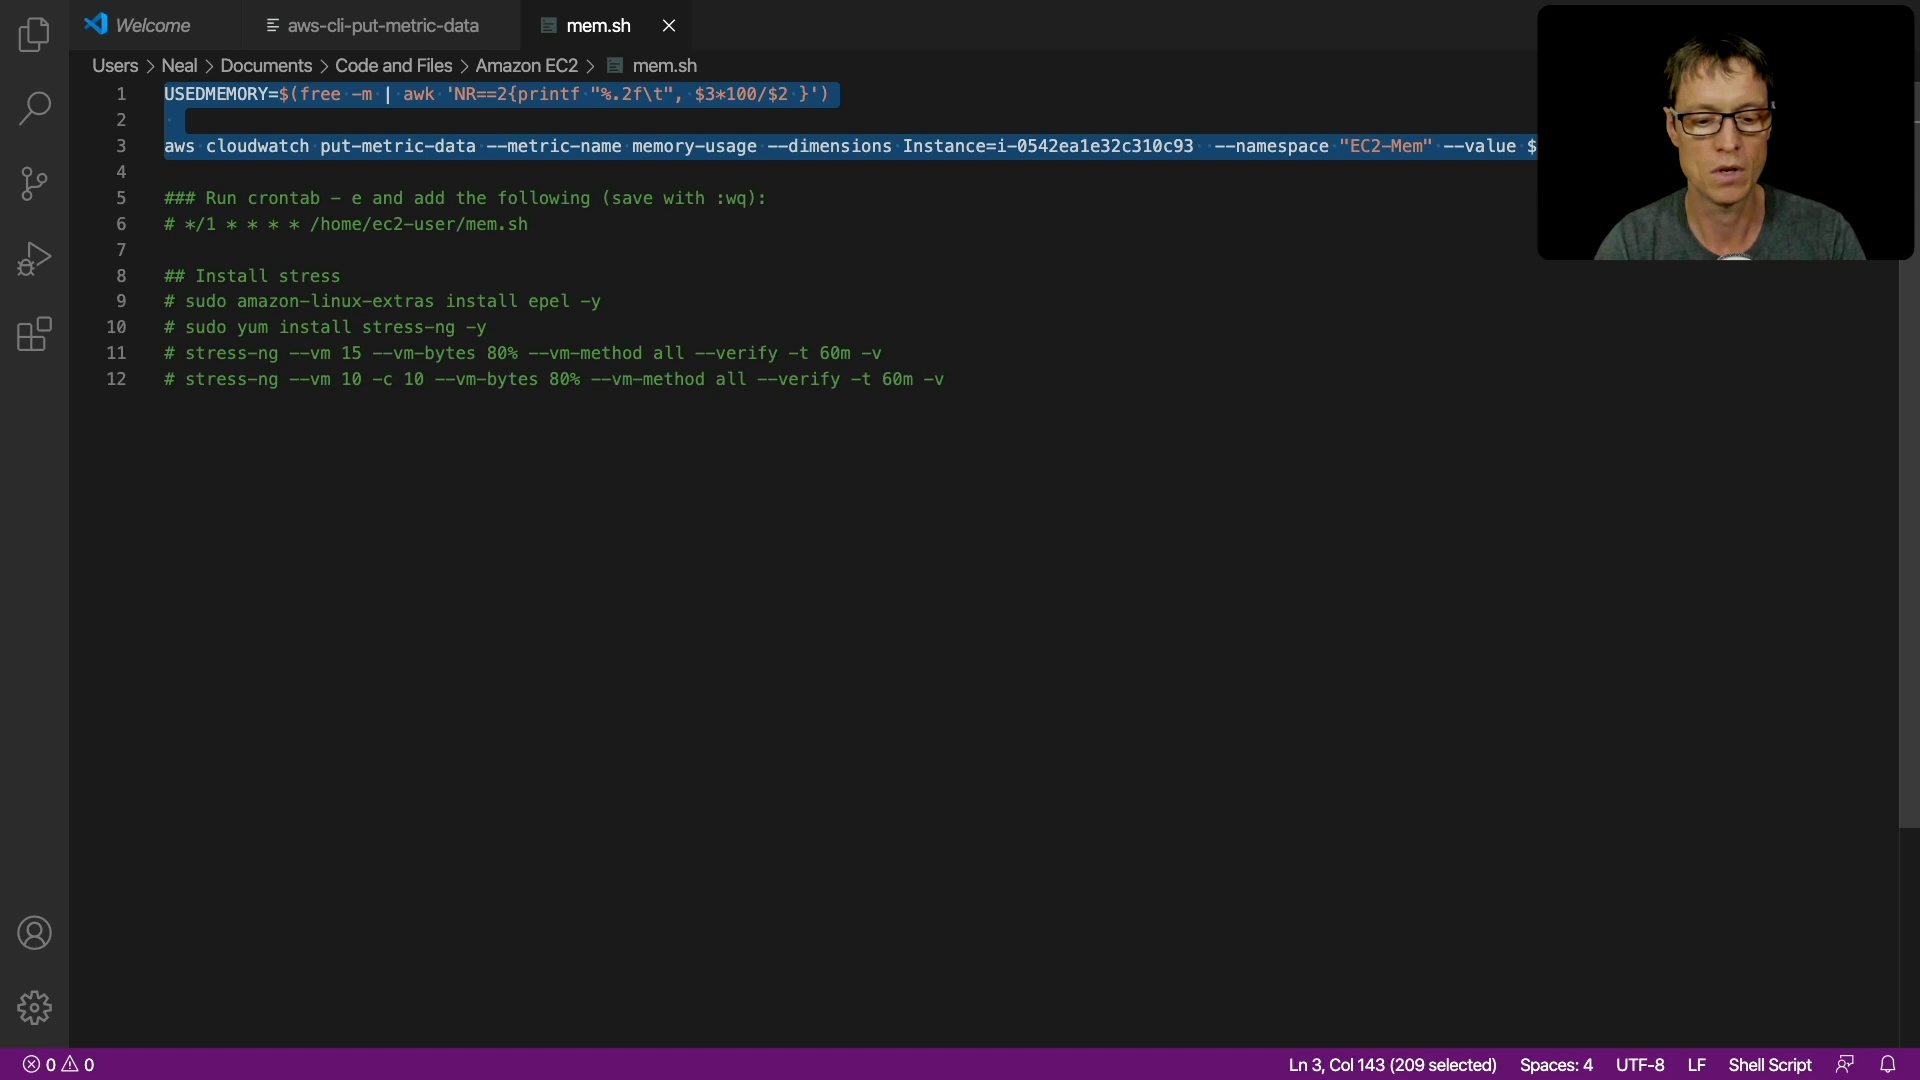 Welcome
aws-cli-put-metric-data
mem.sh
Users > Neal > Documents > Code and Files > Amazon EC2 > mem.sh
1 USEDMEMORY=$(free -m | awk 'NR==2{printf "%.2f\t", $3*100/$2 }')
2
3 aws cloudwatch put-metric-data --metric-name memory-usage --dimensions Instance=i-0542ea1e32c310c93  --namespace "EC2-Mem" --value $
4
5 ### Run crontab - e and add the following (save with :wq):
6 # */1 * * * * /home/ec2-user/mem.sh
7
8 ## Install stress
9 # sudo amazon-linux-extras install epel -y
10 # sudo yum install stress-ng -y
11 # stress-ng --vm 15 --vm-bytes 80% --vm-method all --verify -t 60m -v
12 # stress-ng --vm 10 -c 10 --vm-bytes 80% --vm-method all --verify -t 60m -v
0 0 Ln 3, Col 143 (209 selected) Spaces: 4 UTF-8 LF Shell Script